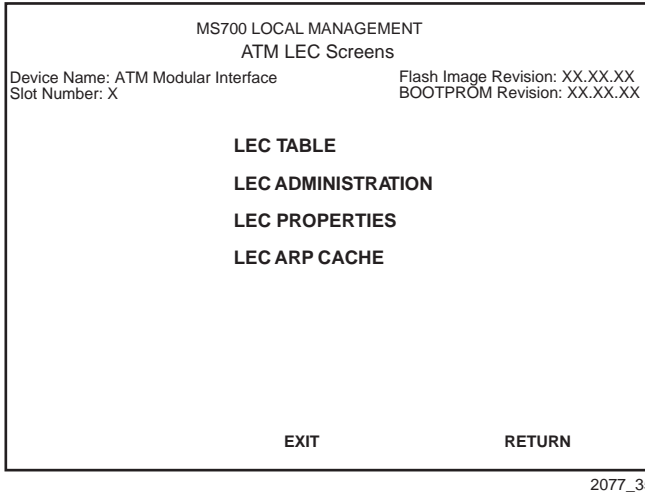 MS700 LOCAL MANAGEMENT
ATM LEC Screens
Device Name: ATM Modular Interface Flash Image Revision: XX.XX.XX
Slot Number: X BOOTPROM Revision: XX.XX.XX
LEC TABLE
LEC ADMINISTRATION
LEC PROPERTIES
LEC ARP CACHE
EXIT RETURN